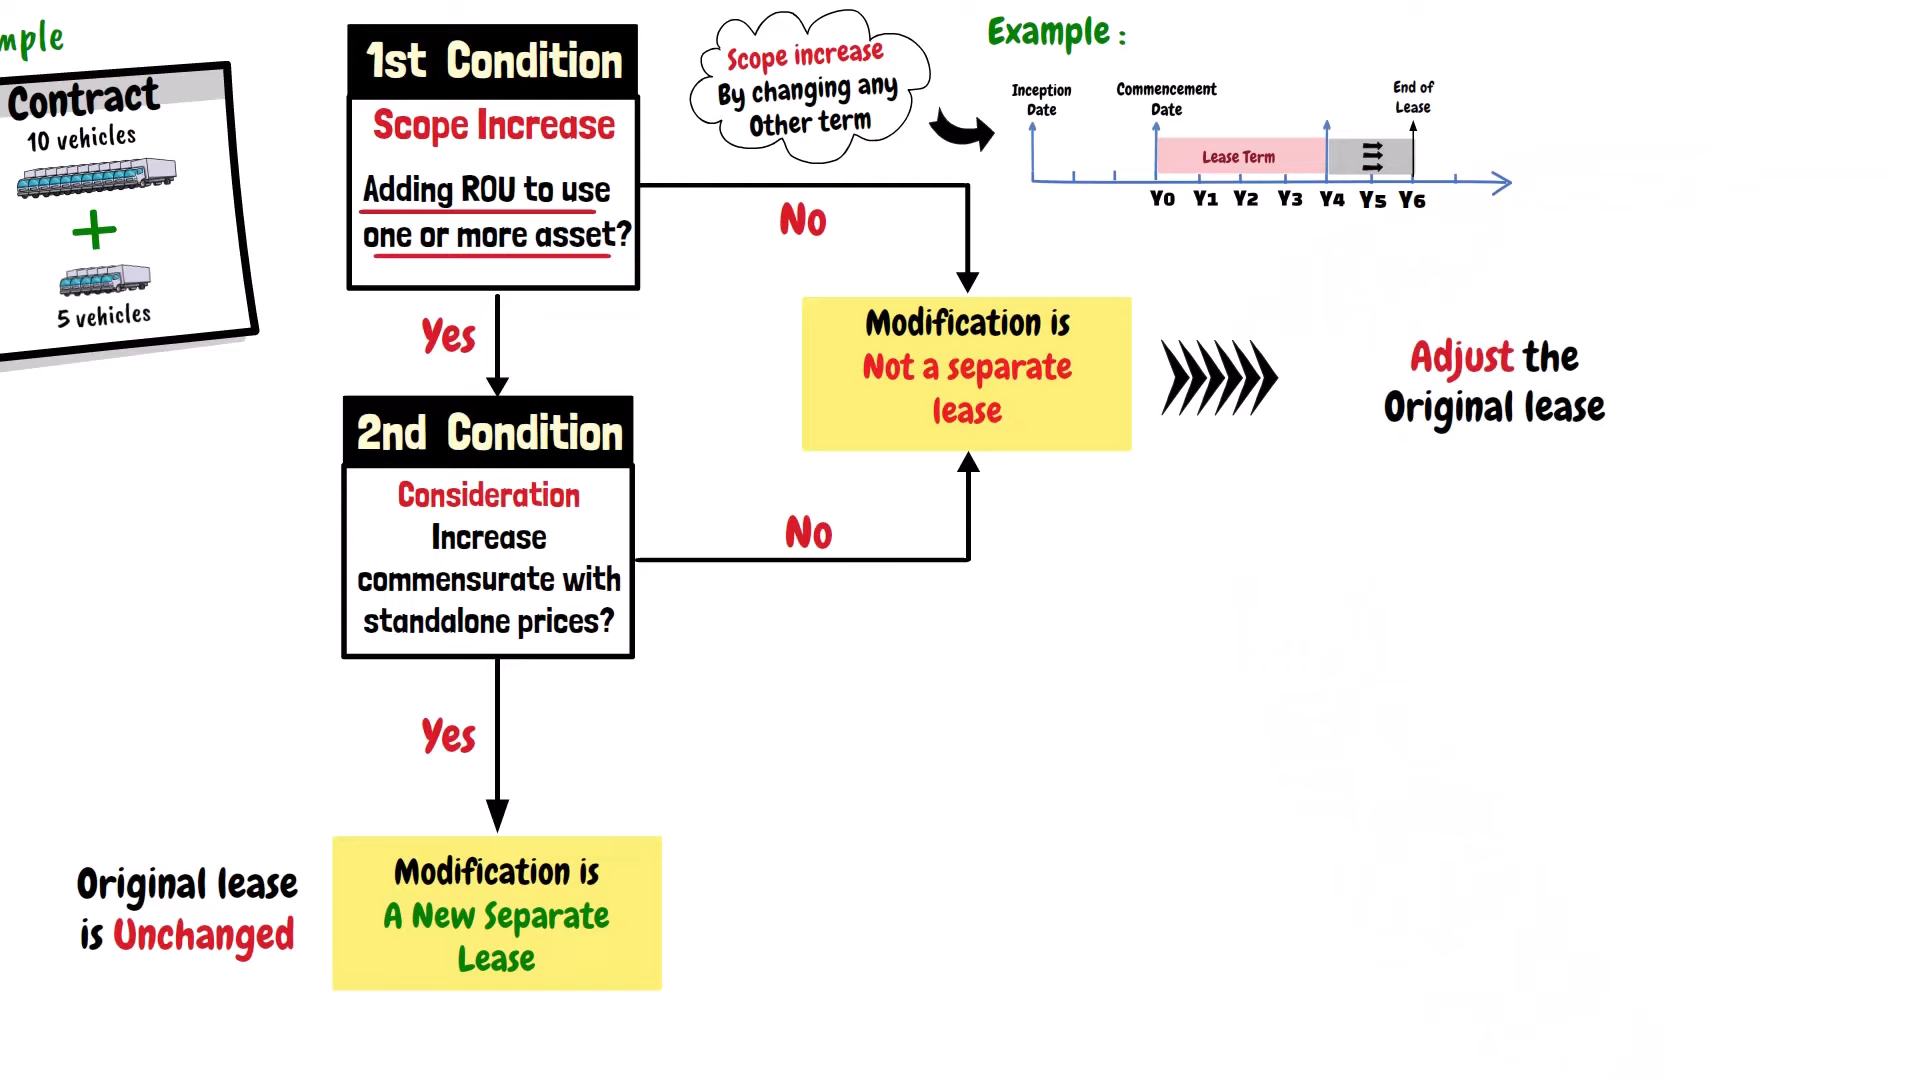 mple
Contract
10 vehicles
5 vehicles
1st Condition
Scope Increase
Adding ROU to use
one or more asset?
Yes
No
2nd Condition
Consideration
Increase
commensurate with
standalone prices?
No
Yes
Original lease
is Unchanged
Modification is
A New Separate
Lease
Scope increase
By changing any
Other term
Example :
Inception
Date
Commencement
Date
End of
Lease
Lease Term
Y0 Y1 Y2 Y3 Y4 Y5 Y6
Modification is
Not a separate
lease
Adjust the
Original lease